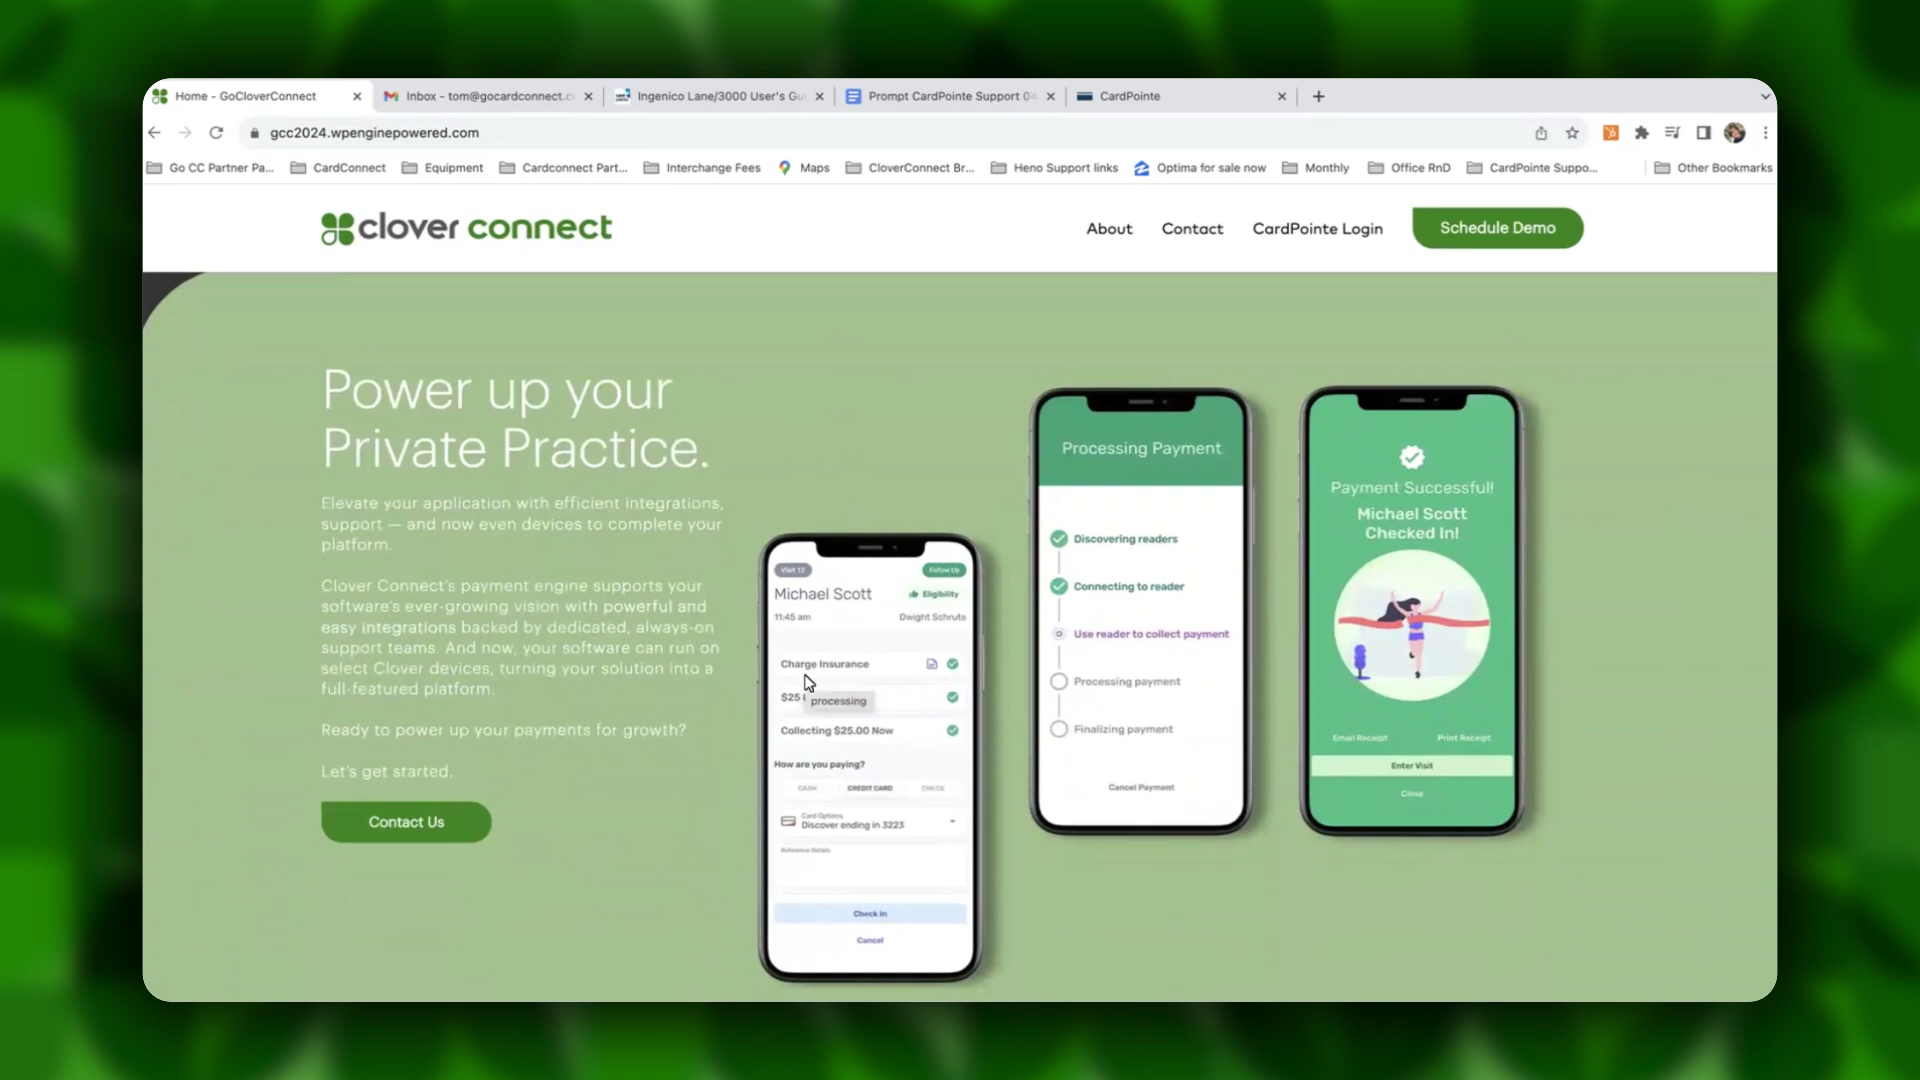 Home - GoCloverConnect
Inbox - tom@gocardconnect.c
Ingenico Lane/3000 User's Gu
Prompt CardPointe Support 04
CardPointe
gcc2024.wpenginepowered.com
Go CC Partner Pa...
CardConnect
Equipment
Cardconnect Part...
Interchange Fees
Maps
CloverConnect Br...
Heno Support links
Optima for sale now
Monthly
Office RnD
CardPointe Suppo...
Other Bookmarks
clover connect
About
Contact
CardPointe Login
Schedule Demo
Power up your
Private Practice.
Elevate your application with efficient integrations,
support — and now even devices to complete your
platform.
Clover Connect's payment engine supports your
software's ever-growing vision with powerful and
easy integrations backed by dedicated, always-on
support teams. And now, your software can run on
select Clover devices, turning your solution into a
full-featured platform.
Ready to power up your payments for growth?
Let's get started.
Contact Us
Visit 12
Follow Up
Michael Scott
Eligibility
11:45 am
Dwight Schrute
Charge Insurance
$25
processing
Collecting $25.00 Now
How are you paying?
CASH
CREDIT CARD
CHECK
Card Options
Discover ending in 3223
Reference Details
Check In
Cancel
Processing Payment
Discovering readers
Connecting to reader
Use reader to collect payment
Processing payment
Finalizing payment
Cancel Payment
Payment Successful!
Michael Scott
Checked In!
Email Receipt
Print Receipt
Enter Visit
Close